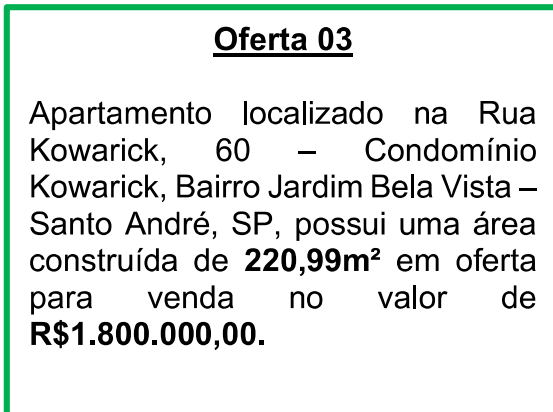 Oferta 03
Apartamento localizado na Rua
Kowarick, 60 – Condomínio
Kowarick, Bairro Jardim Bela Vista –
Santo André, SP, possui uma área
construída de 220,99m² em oferta
para venda no valor de
R$1.800.000,00.